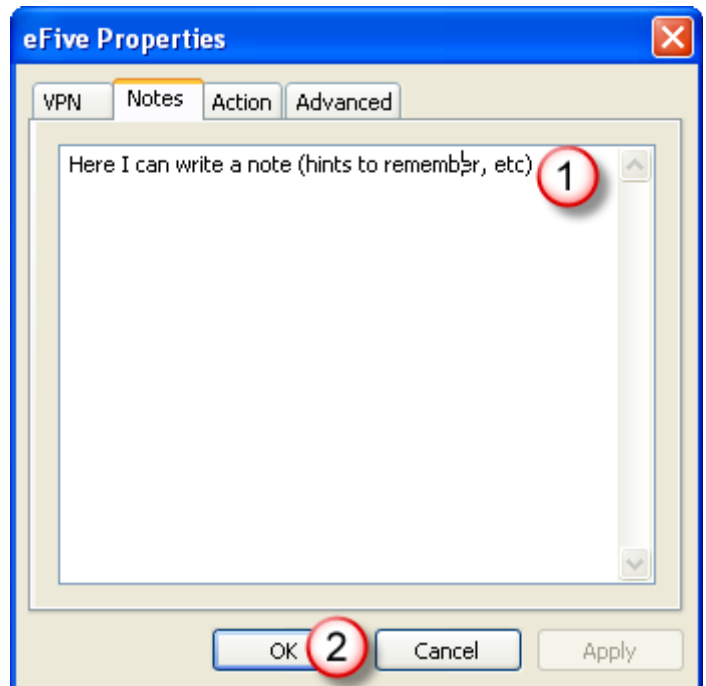 eFive Properties
VPN Notes Action Advanced
Here I can write a note (hints to remember, etc) 1
OK 2 Cancel Apply